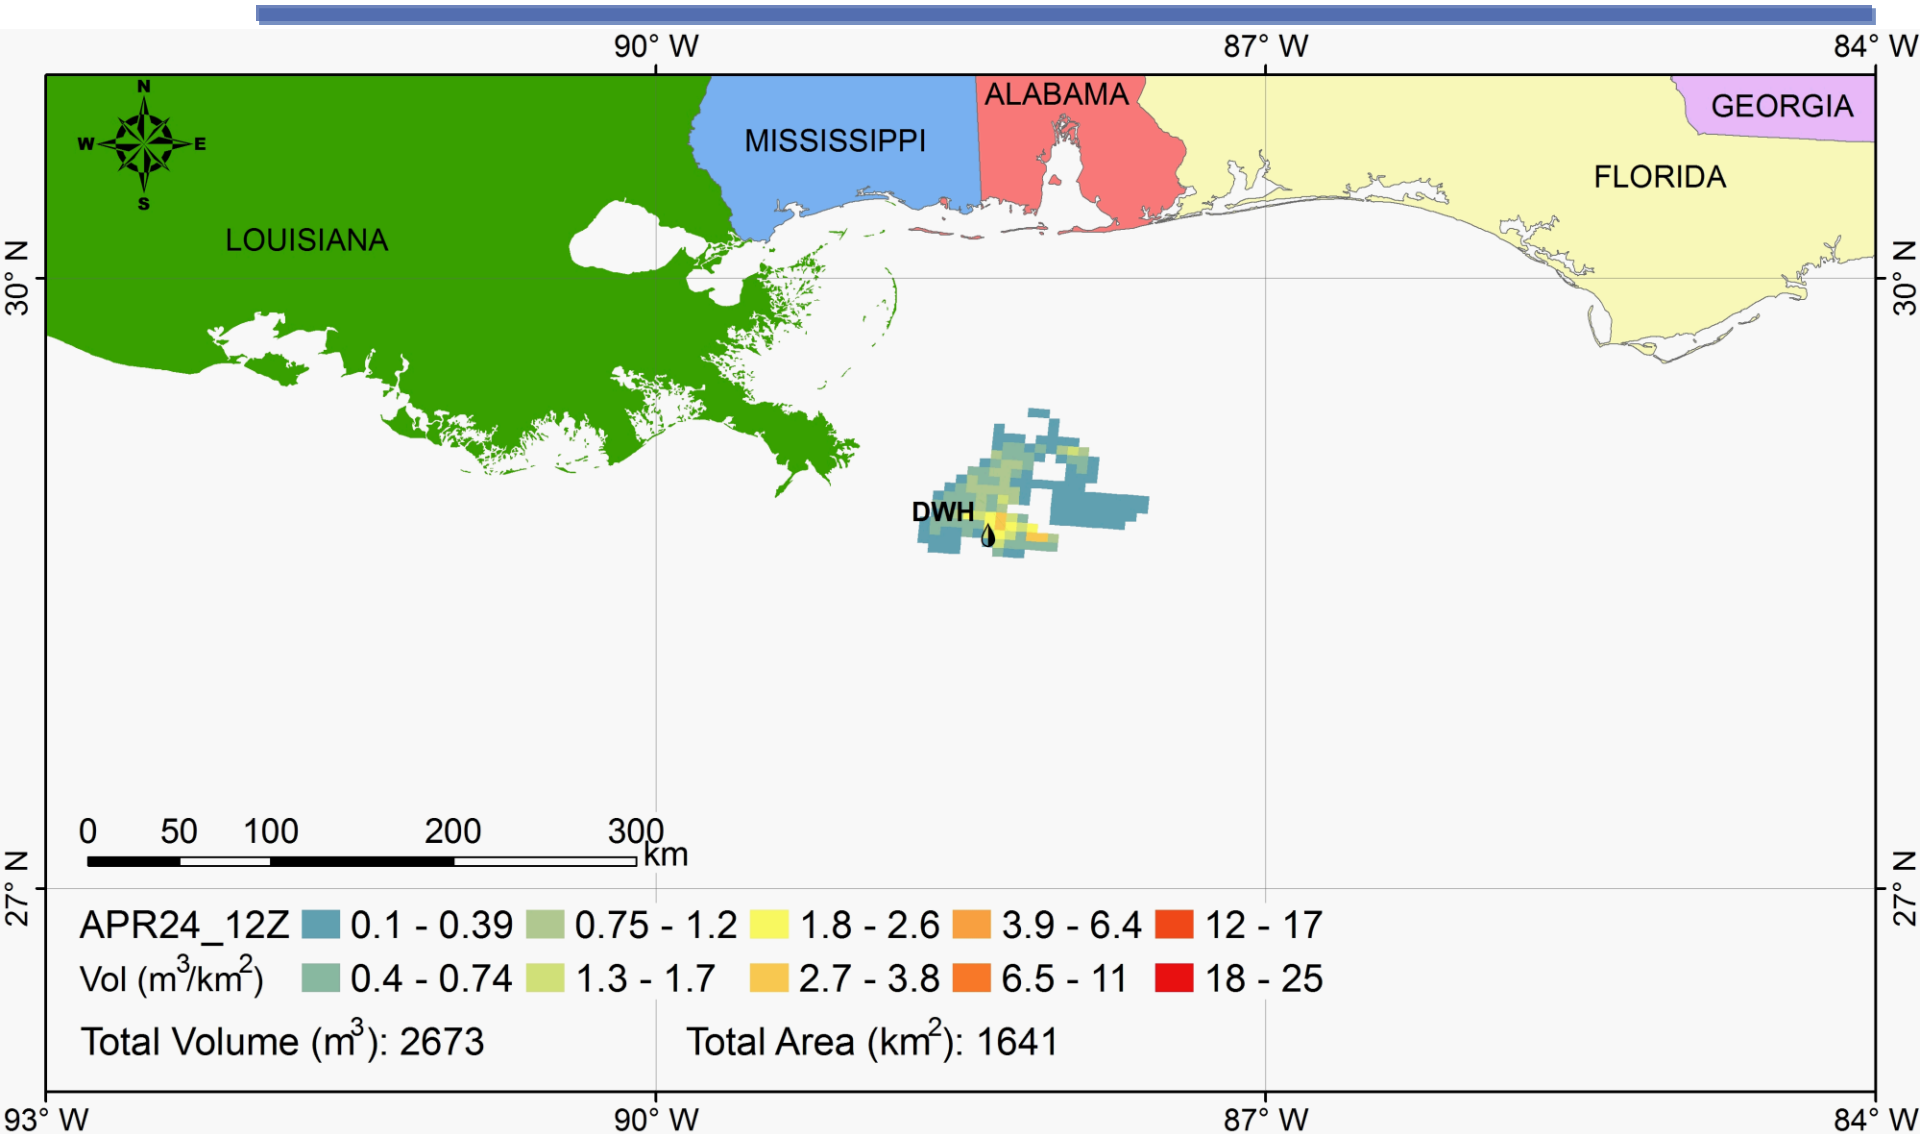 90° W 87° W 84° W
N
W E
S
ALABAMA
GEORGIA
MISSISSIPPI
FLORIDA
LOUISIANA
30° N 30° N
DWH
0 50 100 200 300
km
27° N 27° N
APR24_12Z 0.1 - 0.39 0.75 - 1.2 1.8 - 2.6 3.9 - 6.4 12 - 17
Vol (m³/km²) 0.4 - 0.74 1.3 - 1.7 2.7 - 3.8 6.5 - 11 18 - 25
Total Volume (m³): 2673 Total Area (km²): 1641
93° W 90° W 87° W 84° W